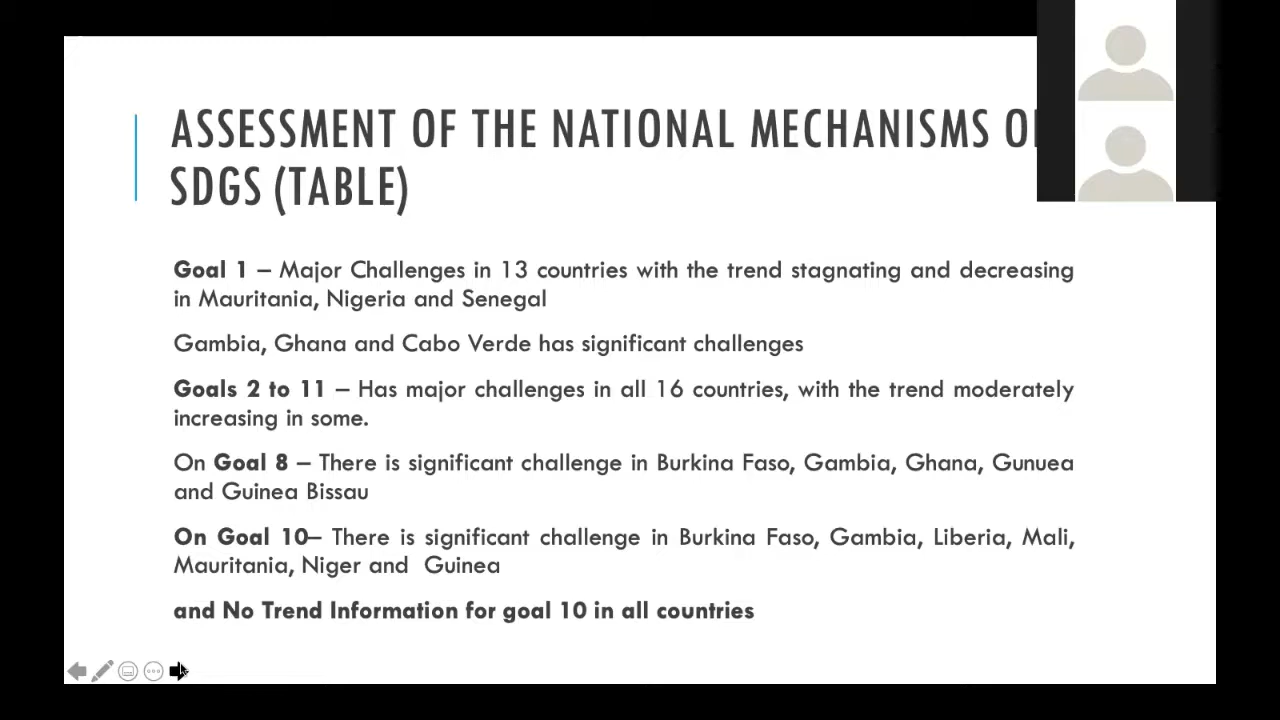 ASSESSMENT OF THE NATIONAL MECHANISMS
SDGS (TABLE)
Goal 1 – Major Challenges in 13 countries with the trend stagnating and decreasing
in Mauritania, Nigeria and Senegal
Gambia, Ghana and Cabo Verde has significant challenges
Goals 2 to 11 – Has major challenges in all 16 countries, with the trend moderately
increasing in some.
On Goal 8 – There is significant challenge in Burkina Faso, Gambia, Ghana, Gunuea
and Guinea Bissau
On Goal 10– There is significant challenge in Burkina Faso, Gambia, Liberia, Mali,
Mauritania, Niger and Guinea
and No Trend Information for goal 10 in all countries